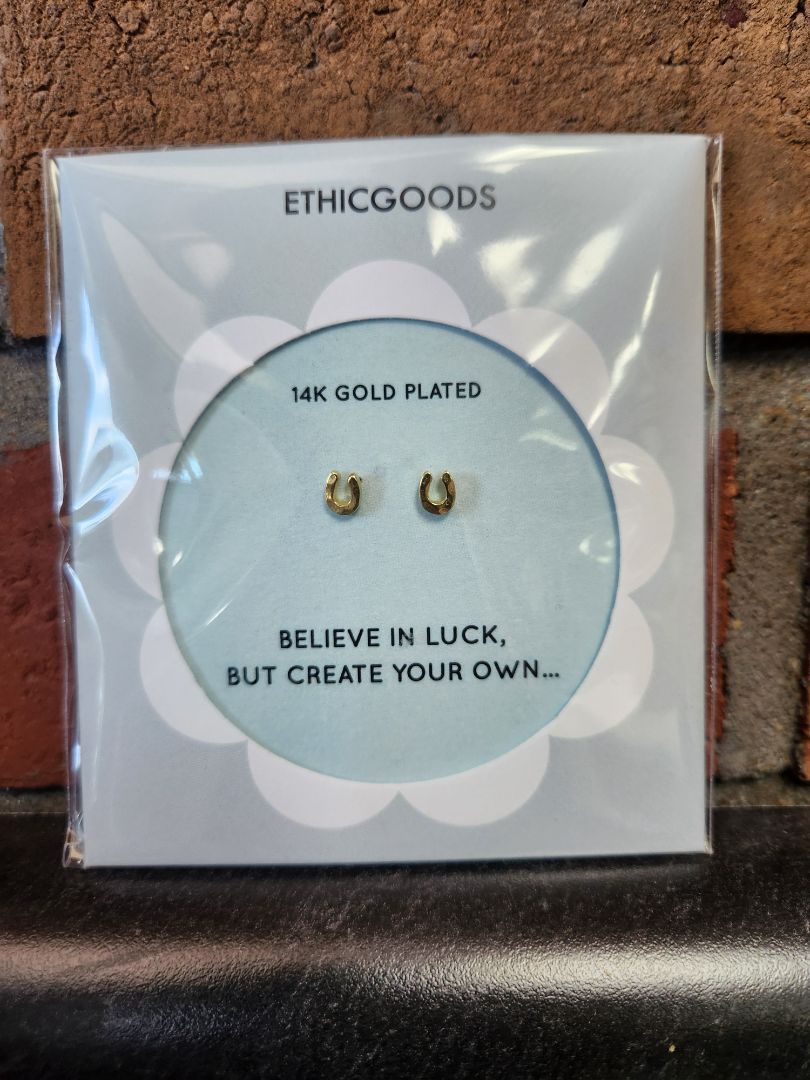 ETHICGOODS
14K GOLD PLATED
BELIEVE IN LUCK,
BUT CREATE YOUR OWN...